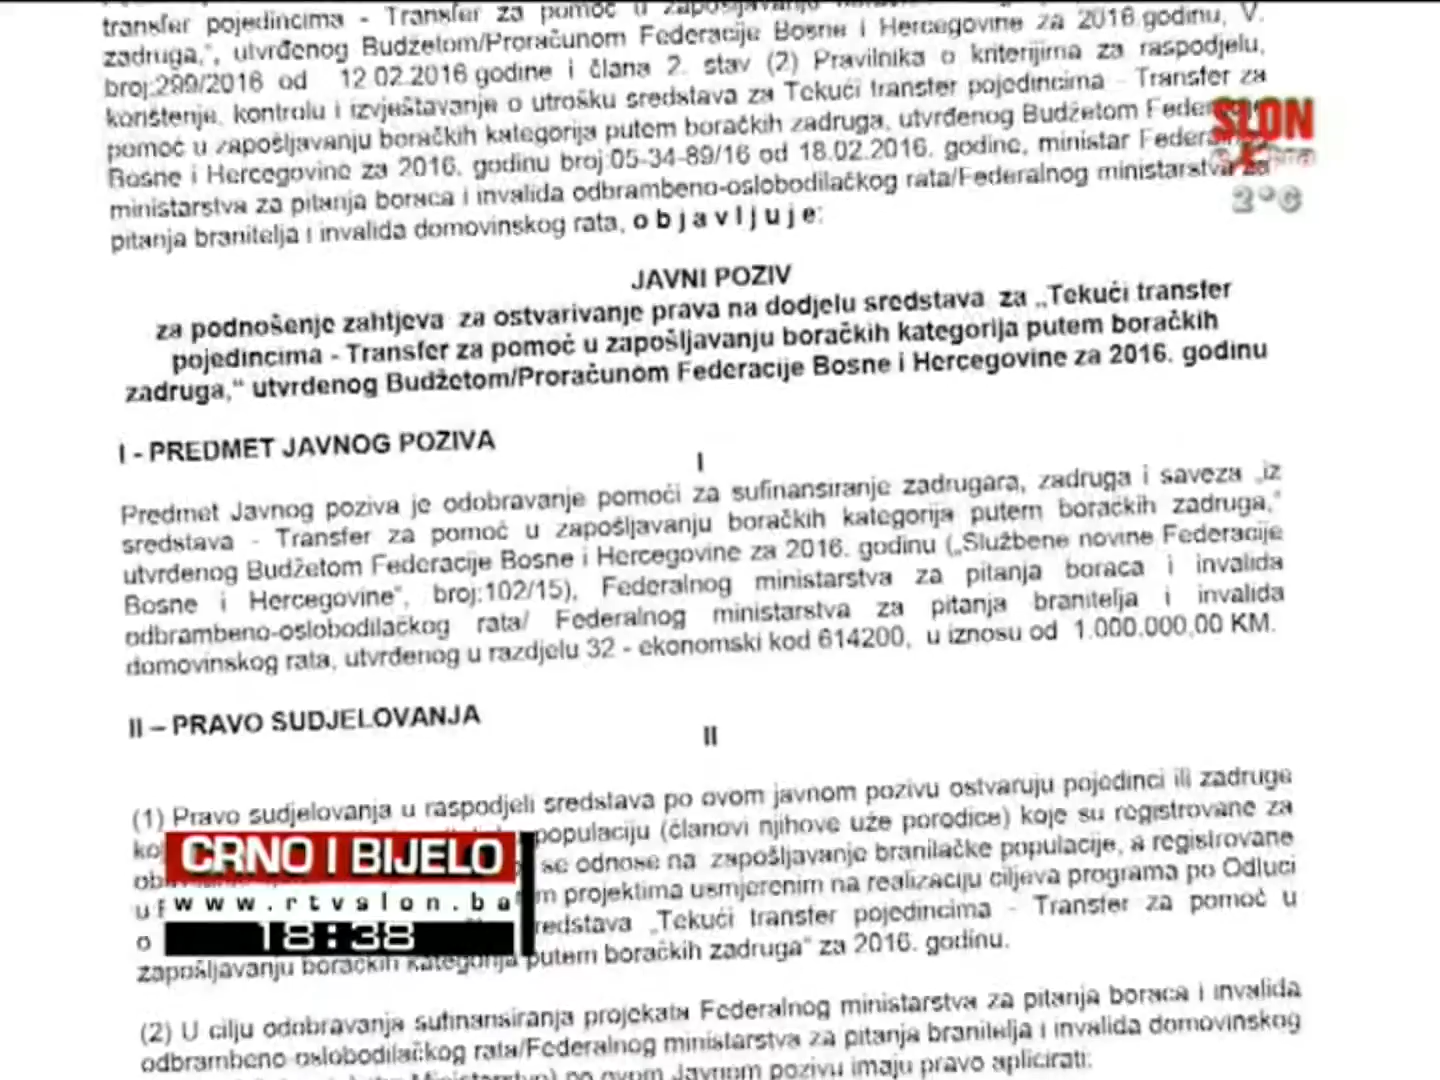 transfer pojedincima - Transfer za pomoć u zapošljavanju
zadruga,", utvrđenog Budžetom/Proračunom Federacije Bosne i Hercegovine za 2016.godinu, V.
broj:299/2016 od 12.02.2016 godine i člana 2. stav (2) Pravilnika o kriterijima za raspodjelu,
korištenje, kontrolu i izvještavanje o utrošku sredstava za Tekući transfer pojedincima - Transfer za
pomoć u zapošljavanju boračkih kategorija putem boračkih zadruga, utvrđenog Budžetom
Bosne i Hercegovine za 2016. godinu broj:05-34-89/16 od 18.02.2016. godine, ministar
ministarstva za pitanja boraca i invalida odbrambeno-oslobodilačkog rata/Federalnog ministarstva za
pitanja branitelja i invalida domovinskog rata, o b j a v lj u j e:
SLON
2°C
JAVNI POZIV
za podnošenje zahtjeva za ostvarivanje prava na dodjelu sredstava za „Tekući transfer
pojedincima - Transfer za pomoć u zapošljavanju boračkih kategorija putem boračkih
zadruga,“ utvrđenog Budžetom/Proračunom Federacije Bosne i Hercegovine za 2016. godinu
I - PREDMET JAVNOG POZIVA
I
Predmet Javnog poziva je odobravanje pomoći za sufinansiranje zadrugara, zadruga i saveza „iz
sredstava - Transfer za pomoć u zapošljavanju boračkih kategorija putem boračkih zadruga,“
utvrđenog Budžetom Federacije Bosne i Hercegovine za 2016. godinu („Službene novine Federacije
Bosne i Hercegovine“, broj:102/15), Federalnog ministarstva za pitanja boraca i invalida
odbrambeno-oslobodilačkog rata/ Federalnog ministarstva za pitanja branitelja i invalida
domovinskog rata, utvrđenog u razdjelu 32 - ekonomski kod 614200, u iznosu od 1.000.000,00 KM.
II – PRAVO SUDJELOVANJA
II
(1) Pravo sudjelovanja u raspodjeli sredstava po ovom javnom pozivu ostvaruju pojedinci ili zadruge
populaciju (članovi njihove uže porodice) koje su registrovane za
se odnose na zapošljavanje branilačke populacije, a registrovane
projektima usmjerenim na realizaciju ciljeva programa po Odluci
o sredstava „Tekući transfer pojedincima - Transfer za pomoć u
zapošljavanju boračkih kategorija putem boračkih zadruga“ za 2016. godinu.
CRNO I BIJELO
www.rtvslon.ba
18:38
(2) U cilju odobravanja sufinansiranja projekata Federalnog ministarstva za pitanja boraca i invalida
odbrambeno-oslobodilačkog rata/Federalnog ministarstva za pitanja branitelja i invalida domovinskog
po ovom Javnom pozivu imaju pravo aplicirati: